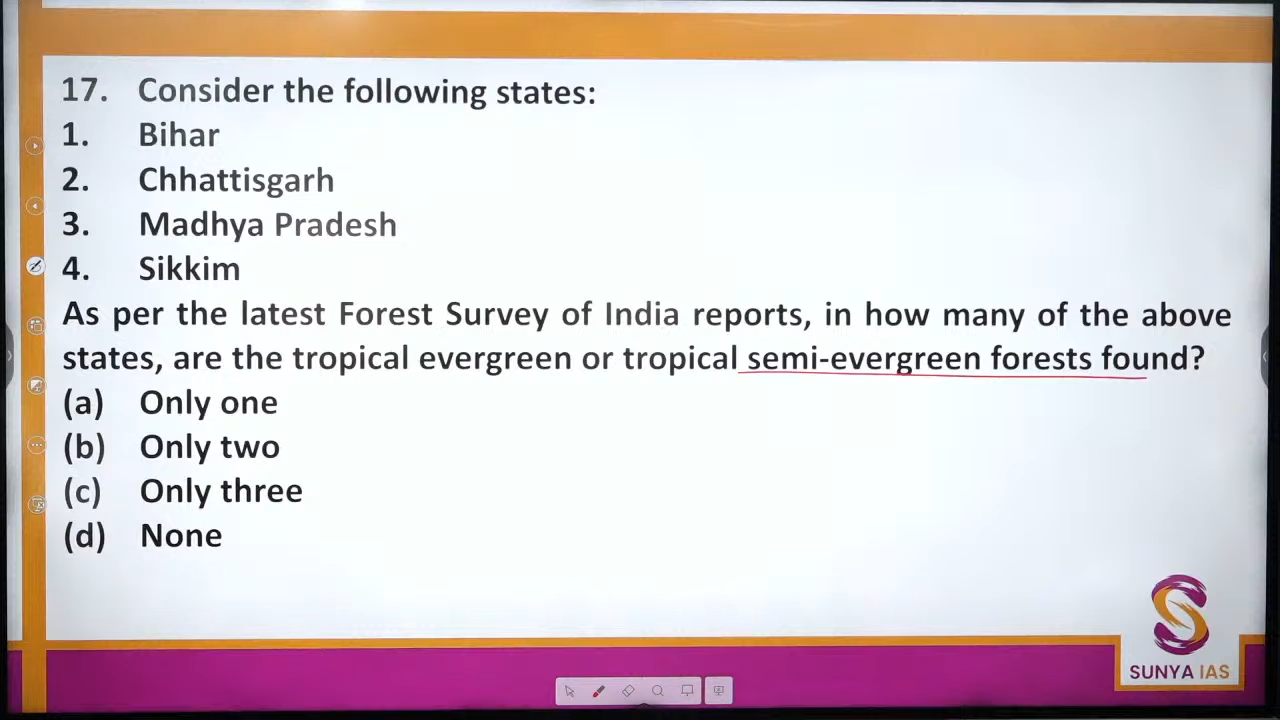 17. Consider the following states:
1. Bihar
2. Chhattisgarh
3. Madhya Pradesh
4. Sikkim
As per the latest Forest Survey of India reports, in how many of the above
states, are the tropical evergreen or tropical semi-evergreen forests found?
(a) Only one
(b) Only two
(c) Only three
(d) None
SUNYA IAS